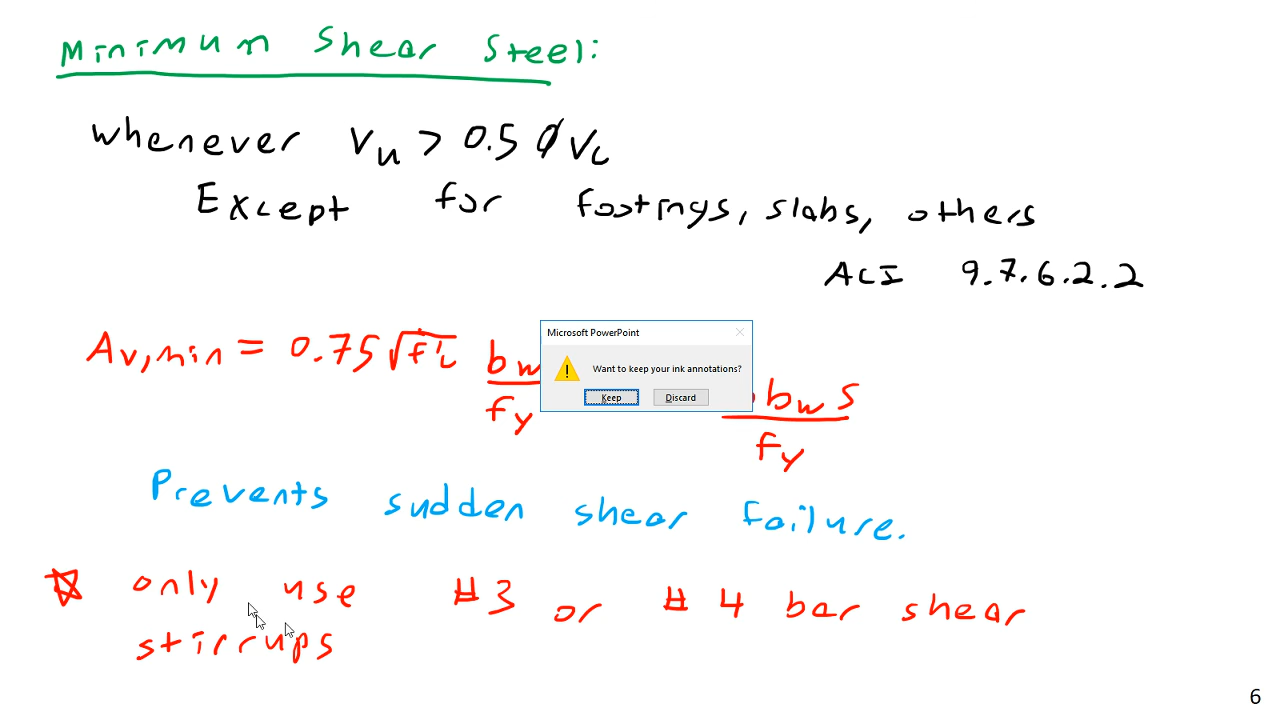 Minimum Shear Steel:
whenever Vu > 0.5 ϕVc
Except for footings, slabs, others
ACI 9.7.6.2.2
Av,min = 0.75√f'c bw
fy
bw s
fy
Microsoft PowerPoint
Want to keep your ink annotations?
Keep Discard
Prevents sudden shear failure.
☆ only use #3 or #4 bar shear
stirrups
6